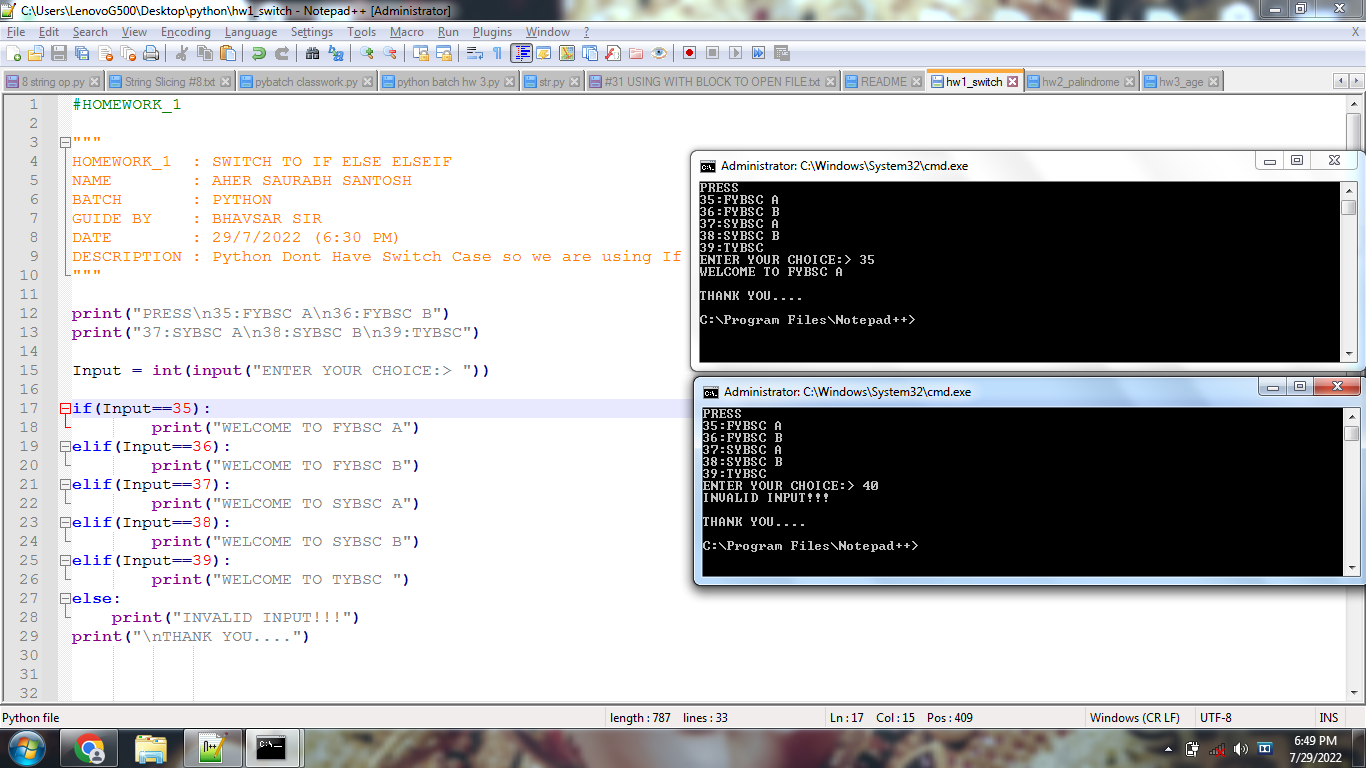 C:\Users\LenovoG500\Desktop\python\hw1_switch - Notepad++ [Administrator]
File Edit Search View Encoding Language Settings Tools Macro Run Plugins Window ? X
8 string op.py String Slicing #8.txt pybatch classwork.py python batch hw 3.py str.py #31 USING WITH BLOCK TO OPEN FILE.txt README hw1_switch hw2_palindrome hw3_age
1 #HOMEWORK_1
2
3 """
4 HOMEWORK_1 : SWITCH TO IF ELSE ELSEIF
5 NAME : AHER SAURABH SANTOSH
6 BATCH : PYTHON
7 GUIDE BY : BHAVSAR SIR
8 DATE : 29/7/2022 (6:30 PM)
9 DESCRIPTION : Python Dont Have Switch Case so we are using If
10 """
11
12 print("PRESS\n35:FYBSC A\n36:FYBSC B")
13 print("37:SYBSC A\n38:SYBSC B\n39:TYBSC")
14
15 Input = int(input("ENTER YOUR CHOICE:> "))
16
17 if(Input==35):
18 print("WELCOME TO FYBSC A")
19 elif(Input==36):
20 print("WELCOME TO FYBSC B")
21 elif(Input==37):
22 print("WELCOME TO SYBSC A")
23 elif(Input==38):
24 print("WELCOME TO SYBSC B")
25 elif(Input==39):
26 print("WELCOME TO TYBSC ")
27 else:
28 print("INVALID INPUT!!!")
29 print("\nTHANK YOU....")
30
31
32
Administrator: C:\Windows\System32\cmd.exe
PRESS
35:FYBSC A
36:FYBSC B
37:SYBSC A
38:SYBSC B
39:TYBSC
ENTER YOUR CHOICE:> 35
WELCOME TO FYBSC A
THANK YOU....
C:\Program Files\Notepad++>
Administrator: C:\Windows\System32\cmd.exe
PRESS
35:FYBSC A
36:FYBSC B
37:SYBSC A
38:SYBSC B
39:TYBSC
ENTER YOUR CHOICE:> 40
INVALID INPUT!!!
THANK YOU....
C:\Program Files\Notepad++>
Python file length : 787 lines : 33 Ln : 17 Col : 15 Pos : 409 Windows (CR LF) UTF-8 INS
6:49 PM
7/29/2022